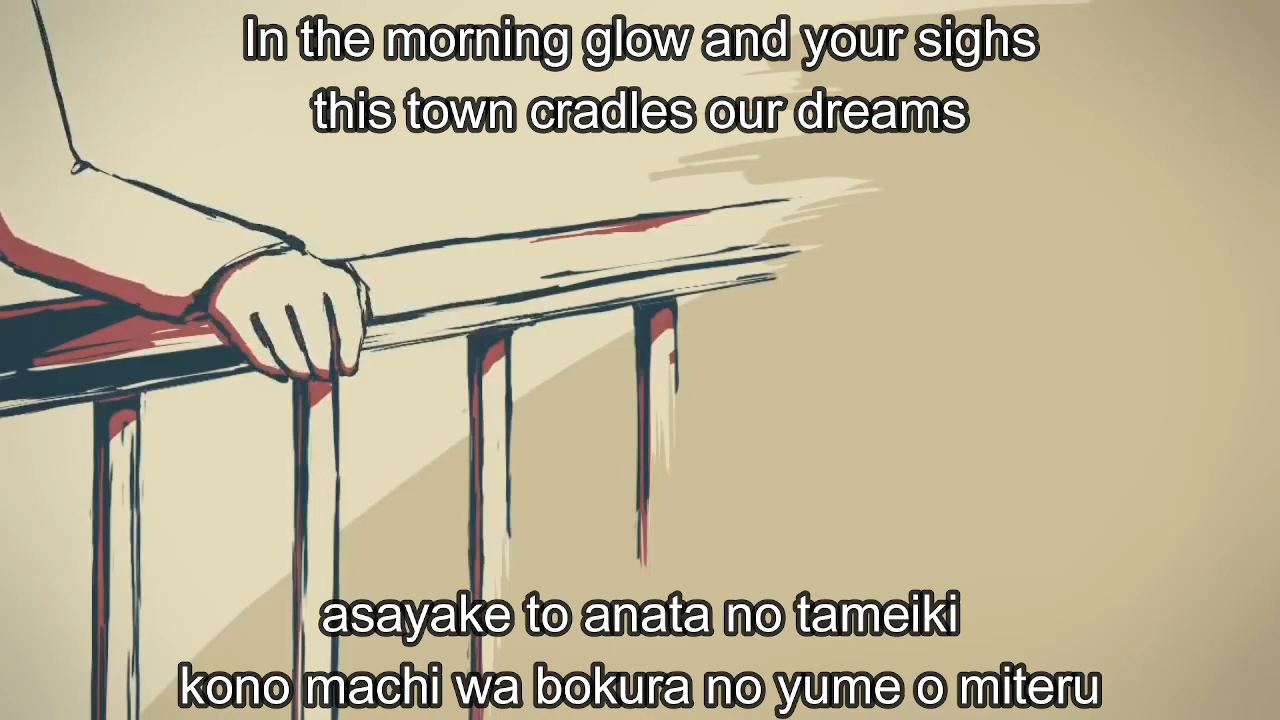 In the morning glow and your sighs
this town cradles our dreams
asayake to anata no tameiki
kono machi wa bokura no yume o miteru